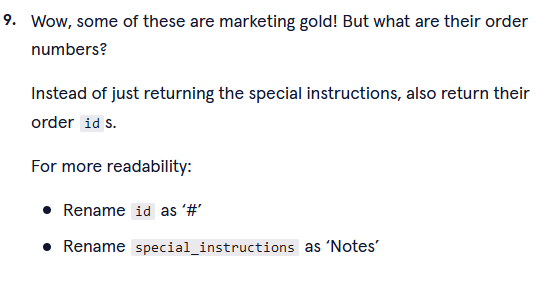 9. Wow, some of these are marketing gold! But what are their order
numbers?
Instead of just returning the special instructions, also return their
order id s.
For more readability:
• Rename id as ‘#’
• Rename special_instructions as ‘Notes’